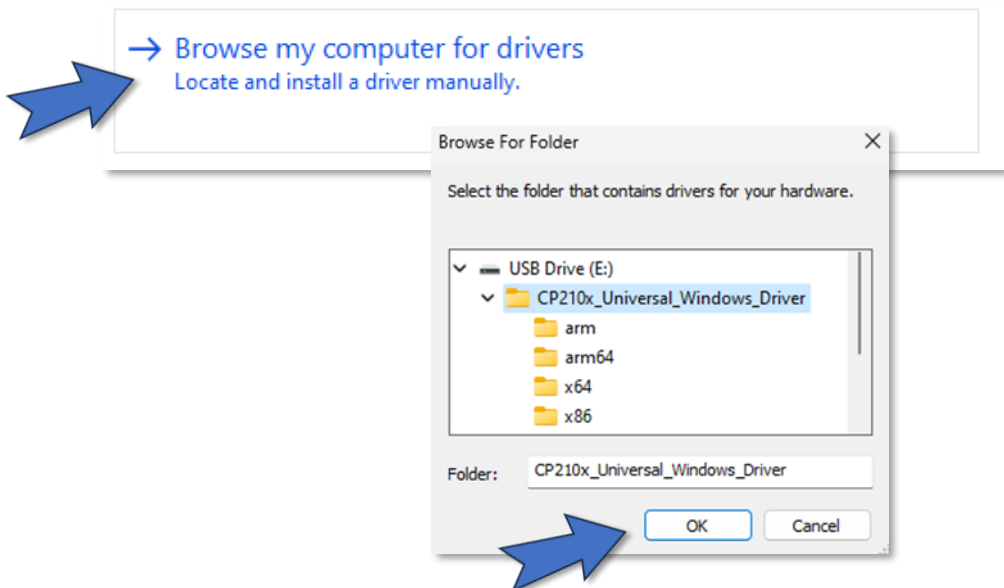 Browse my computer for drivers
Locate and install a driver manually.
Browse For Folder
Select the folder that contains drivers for your hardware.
USB Drive (E:)
CP210x_Universal_Windows_Driver
arm
arm64
x64
x86
Folder: CP210x_Universal_Windows_Driver
OK Cancel